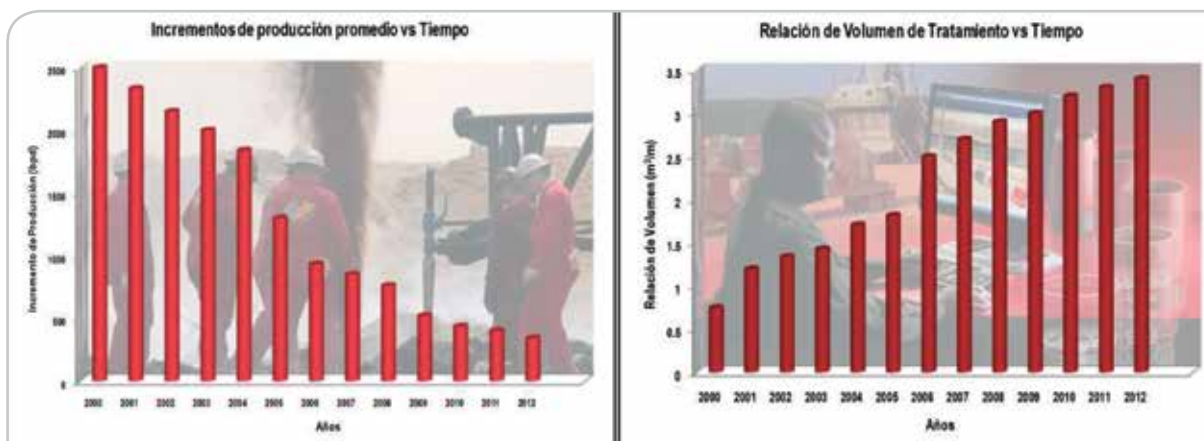 Incrementos de producción promedio vs Tiempo
Incremento de Producción (bpd)
2500
2000
1500
1000
500
0
2000 2001 2002 2003 2004 2005 2006 2007 2008 2009 2010 2011 2012
Años
Relación de Volumen de Tratamiento vs Tiempo
Relación de Volumen (m³/m)
3.5
3
2.5
2
1.5
1
0.5
0
2000 2001 2002 2003 2004 2005 2006 2007 2008 2009 2010 2011 2012
Años